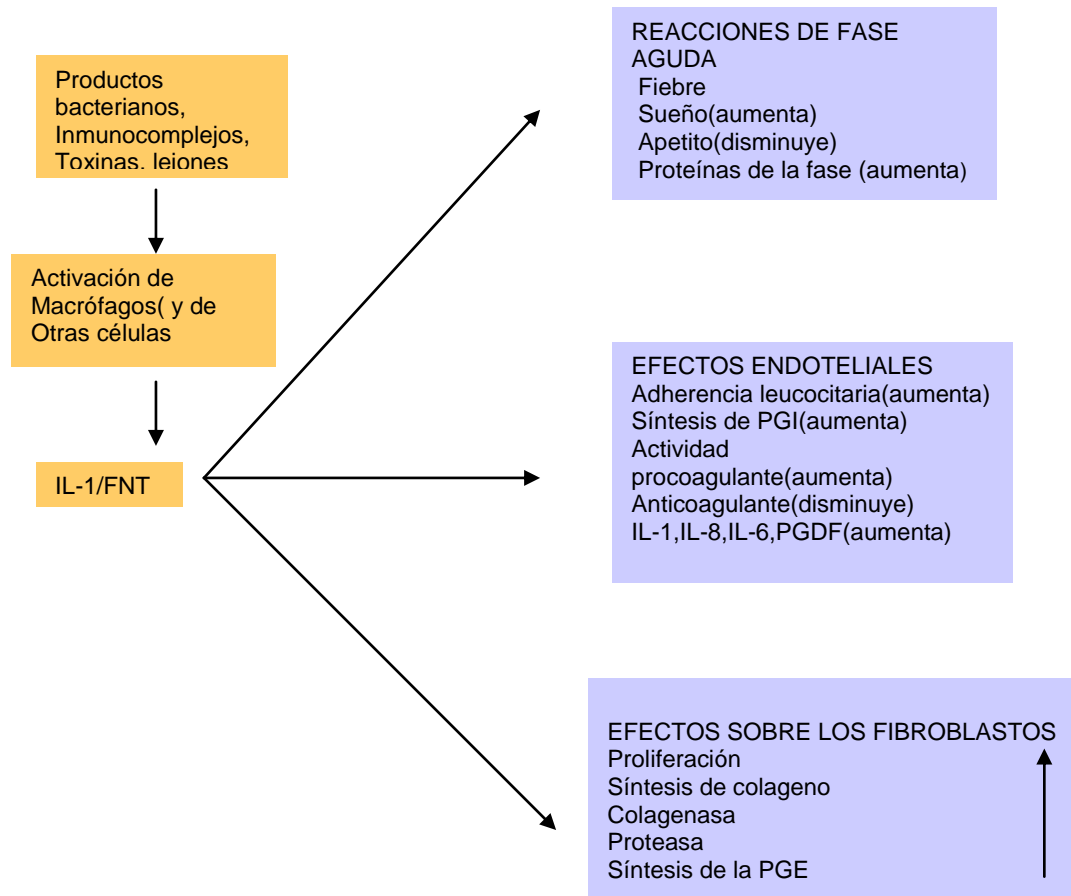 Productos
bacterianos,
Inmunocomplejos,
Toxinas, leiones
Activación de
Macrófagos( y de
Otras células
IL-1/FNT
REACCIONES DE FASE
AGUDA
Fiebre
Sueño(aumenta)
Apetito(disminuye)
Proteínas de la fase (aumenta)
EFECTOS ENDOTELIALES
Adherencia leucocitaria(aumenta)
Síntesis de PGI(aumenta)
Actividad
procoagulante(aumenta)
Anticoagulante(disminuye)
IL-1,IL-8,IL-6,PGDF(aumenta)
EFECTOS SOBRE LOS FIBROBLASTOS
Proliferación
Síntesis de colageno
Colagenasa
Proteasa
Síntesis de la PGE